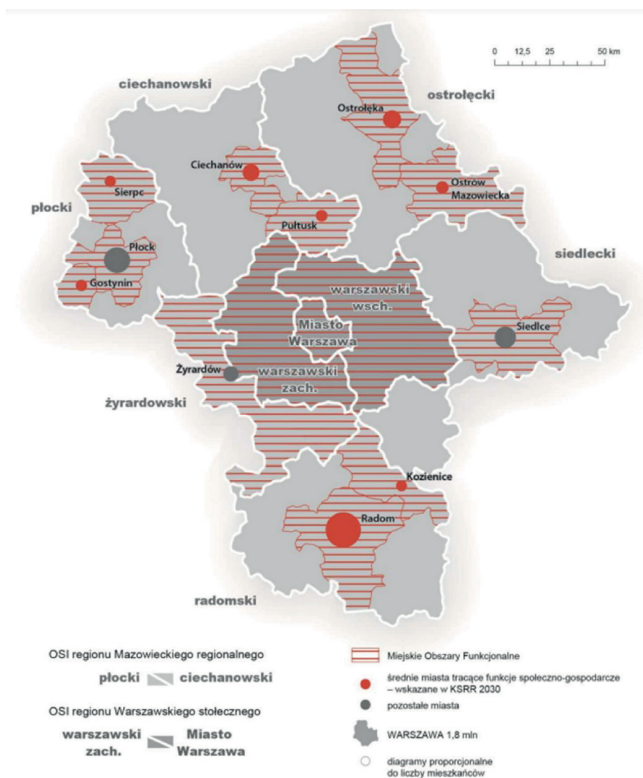 0 12,5 25 50 km
ciechanowski
ostrołęcki
Ostrołęka
Ciechanów
Sierpc
Ostrów
Mazowiecka
płocki
Pułtusk
Płock
siedlecki
Gostynin
warszawski
wsch.
Miasto
Warszawa
Siedlce
Żyrardów
warszawski
zach.
żyrardowski
Kozienice
Radom
radomski
OSI regionu Mazowieckiego regionalnego
płocki ciechanowski
OSI regionu Warszawskiego stołecznego
warszawski zach. Miasto Warszawa
Miejskie Obszary Funkcjonalne
średnie miasta tracące funkcje społeczno-gospodarcze
– wskazane w KSRR 2030
pozostałe miasta
WARSZAWA 1,8 mln
diagramy proporcjonalne
do liczby mieszkańców